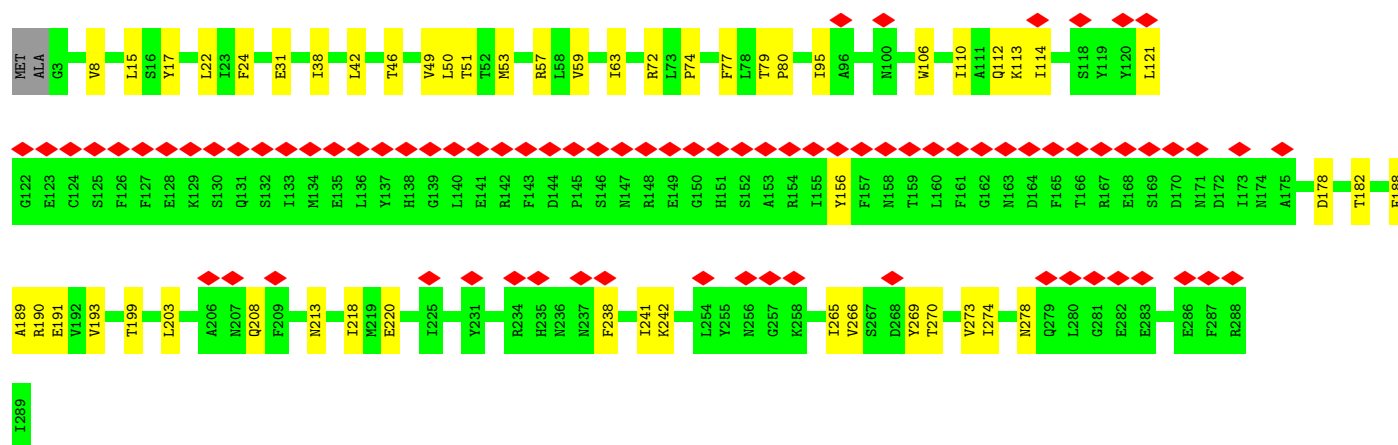 MET ALA G3 V8 L15 S16 Y17 L22 I23 F24 E31 I38 L42 T46 V49 L50 T51 T52 M53 R57 L58 V59 I63 R72 L73 P74 F77 L78 T79 P80 I95 A96 N100 W106 I110 A111 Q112 K113 I114 S118 Y119 Y120 L121
G122 E123 C124 S125 F126 F127 E128 K129 S130 Q131 S132 I133 M134 E135 L136 Y137 H138 G139 L140 E141 R142 F143 D144 P145 S146 N147 R148 E149 G150 H151 S152 A153 R154 I155 Y156 F157 N158 T159 L160 F161 G162 N163 D164 F165 T166 R167 E168 S169 D170 N171 D172 I173 N174 A175 D178 T182 E188
A189 R190 E191 V192 V193 T199 L203 A206 N207 Q208 F209 N213 I218 M219 E220 I225 Y231 R234 H235 N236 N237 F238 I241 K242 L254 Y255 N256 G257 K258 I265 V266 S267 D268 Y269 T270 V273 I274 N278 Q279 L280 G281 E282 E283 E286 F287 R288
I289